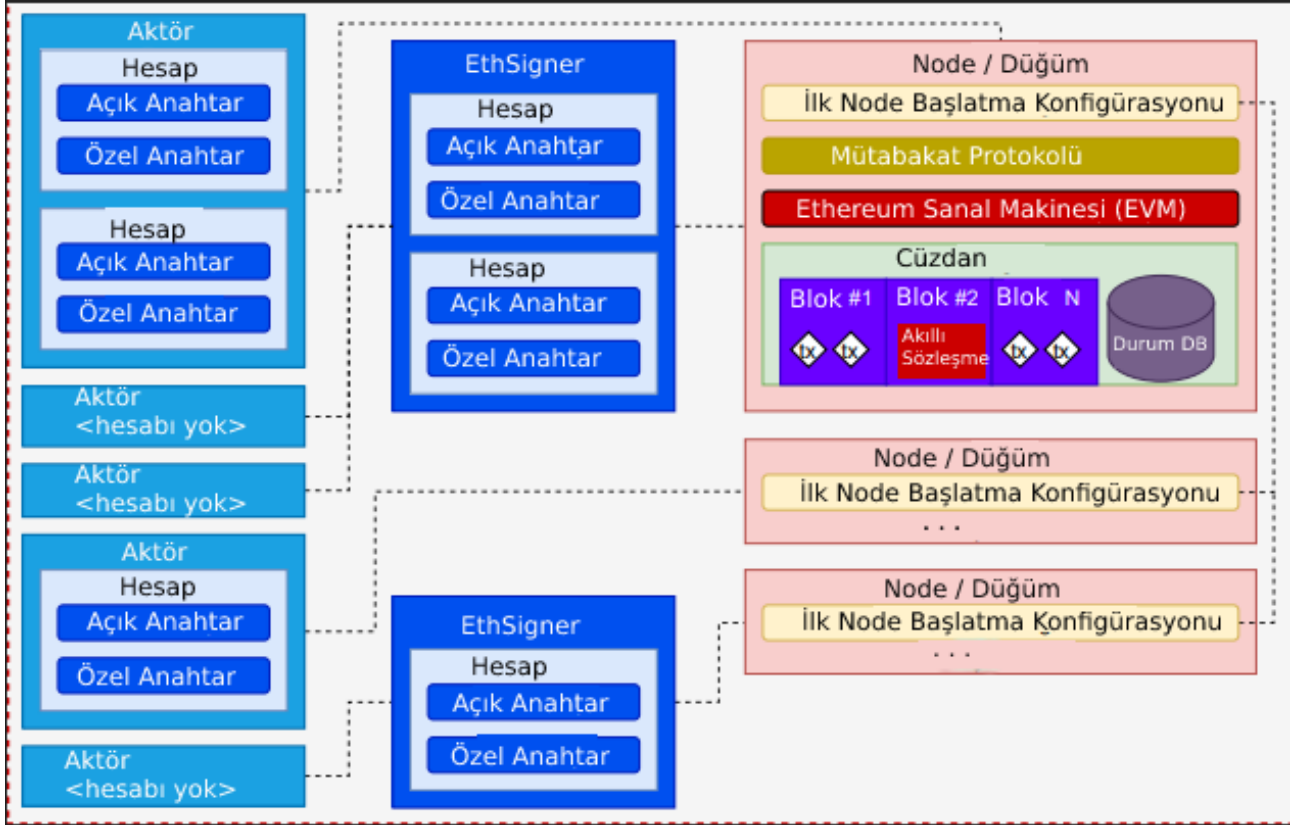 Aktör
Hesap
Açık Anahtar
Özel Anahtar
Hesap
Açık Anahtar
Özel Anahtar
Aktör
<hesabı yok>
Aktör
<hesabı yok>
Aktör
Hesap
Açık Anahtar
Özel Anahtar
Aktör
<hesabı yok>
EthSigner
Hesap
Açık Anahtar
Özel Anahtar
Hesap
Açık Anahtar
Özel Anahtar
EthSigner
Hesap
Açık Anahtar
Özel Anahtar
Node / Düğüm
İlk Node Başlatma Konfigürasyonu
Mütabakat Protokolü
Ethereum Sanal Makinesi (EVM)
Cüzdan
Blok #1
tx tx
Blok #2
Akıllı
Sözleşme
Blok N
tx tx
Durum DB
Node / Düğüm
İlk Node Başlatma Konfigürasyonu
. . .
Node / Düğüm
İlk Node Başlatma Konfigürasyonu
. . .